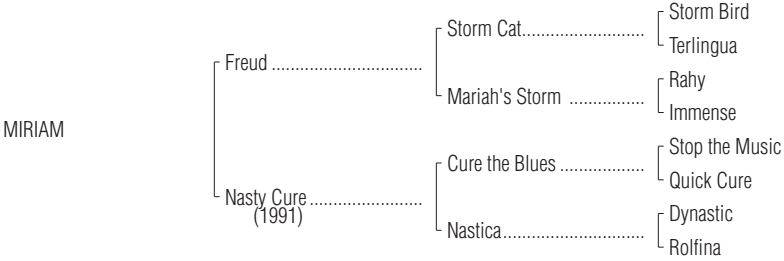 Storm Bird
Storm Cat..........................
Terlingua
Freud ................................
Rahy
Mariah's Storm ................
Immense
MIRIAM
Stop the Music
Cure the Blues ..................
Quick Cure
Nasty Cure ........................
(1991)
Dynastic
Nastica..............................
Rolfina